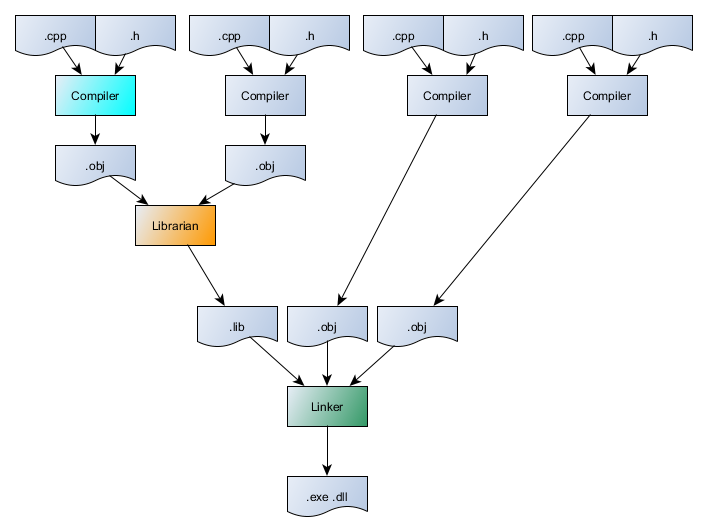 .cpp .h .cpp .h .cpp .h .cpp .h
Compiler Compiler Compiler Compiler
.obj .obj
Librarian
.lib .obj .obj
Linker
.exe .dll